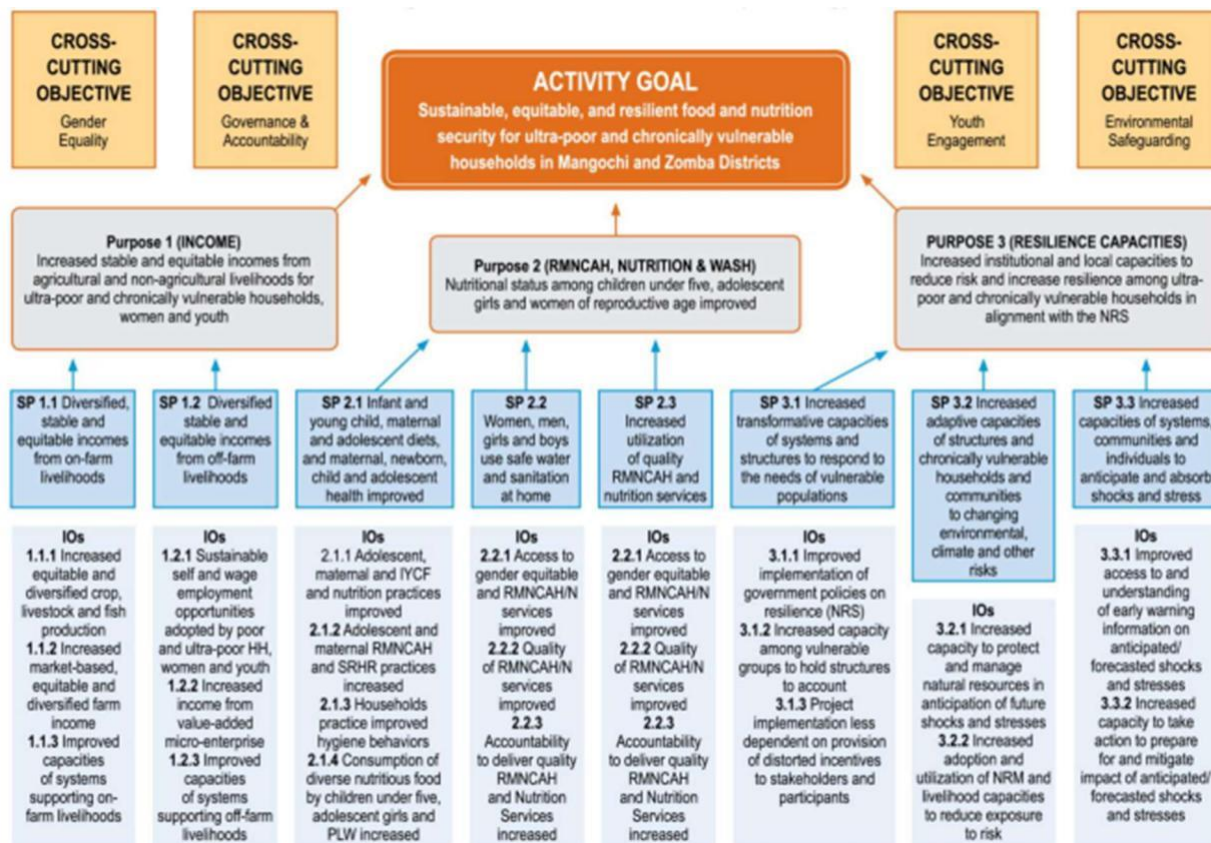 CROSS-
CUTTING
OBJECTIVE
Gender
Equality
CROSS-
CUTTING
OBJECTIVE
Governance &
Accountability
ACTIVITY GOAL
Sustainable, equitable, and resilient food and nutrition
security for ultra-poor and chronically vulnerable
households in Mangochi and Zomba Districts
CROSS-
CUTTING
OBJECTIVE
Youth
Engagement
CROSS-
CUTTING
OBJECTIVE
Environmental
Safeguarding
Purpose 1 (INCOME)
Increased stable and equitable incomes from
agricultural and non-agricultural livelihoods for
ultra-poor and chronically vulnerable households,
women and youth
Purpose 2 (RMNCAH, NUTRITION & WASH)
Nutritional status among children under five, adolescent
girls and women of reproductive age improved
PURPOSE 3 (RESILIENCE CAPACITIES)
Increased institutional and local capacities to
reduce risk and increase resilience among ultra-
poor and chronically vulnerable households in
alignment with the NRS
SP 1.1 Diversified,
stable and
equitable incomes
from on-farm
livelihoods
SP 1.2 Diversified
stable and
equitable incomes
from off-farm
livelihoods
SP 2.1 Infant and
young child, maternal
and adolescent diets,
and maternal, newborn,
child and adolescent
health improved
SP 2.2
Women, men,
girls and boys
use safe water
and sanitation
at home
SP 2.3
Increased
utilization
of quality
RMNCAH and
nutrition services
SP 3.1 Increased
transformative capacities
of systems and
structures to respond to
the needs of vulnerable
populations
SP 3.2 Increased
adaptive capacities
of structures and
chronically vulnerable
households and
communities
to changing
environmental,
climate and other
risks
SP 3.3 Increased
capacities of systems,
communities and
individuals to
anticipate and absorb
shocks and stress
IOs
1.1.1 Increased
equitable and
diversified crop,
livestock and fish
production
1.1.2 Increased
market-based,
equitable and
diversified farm
income
1.1.3 Improved
capacities
of systems
supporting on-
farm livelihoods
IOs
1.2.1 Sustainable
self and wage
employment
opportunities
adopted by poor
and ultra-poor HH,
women and youth
1.2.2 Increased
income from
value-added
micro-enterprise
1.2.3 Improved
capacities
of systems
supporting off-farm
livelihoods
IOs
2.1.1 Adolescent,
maternal and IYCF
and nutrition practices
improved
2.1.2 Adolescent and
maternal RMNCAH
and SRHR practices
increased
2.1.3 Households
practice improved
hygiene behaviors
2.1.4 Consumption of
diverse nutritious food
by children under five,
adolescent girls and
PLW increased
IOs
2.2.1 Access to
gender equitable
and RMNCAH/N
services
improved
2.2.2 Quality
of RMNCAH/N
services
improved
2.2.3
Accountability
to deliver quality
RMNCAH
and Nutrition
Services
increased
IOs
2.2.1 Access to
gender equitable
and RMNCAH/N
services
improved
2.2.2 Quality
of RMNCAH/N
services
improved
2.2.3
Accountability
to deliver quality
RMNCAH
and Nutrition
Services
increased
IOs
3.1.1 Improved
implementation of
government policies on
resilience (NRS)
3.1.2 Increased capacity
among vulnerable
groups to hold structures
to account
3.1.3 Project
implementation less
dependent on provision
of distorted incentives
to stakeholders and
participants
IOs
3.2.1 Increased
capacity to protect
and manage
natural resources in
anticipation of future
shocks and stresses
3.2.2 Increased
adoption and
utilization of NRM and
livelihood capacities
to reduce exposure
to risk
IOs
3.3.1 Improved
access to and
understanding
of early warning
information on
anticipated/
forecasted shocks
and stresses
3.3.2 Increased
capacity to take
action to prepare
for and mitigate
impact of anticipated/
forecasted shocks
and stresses